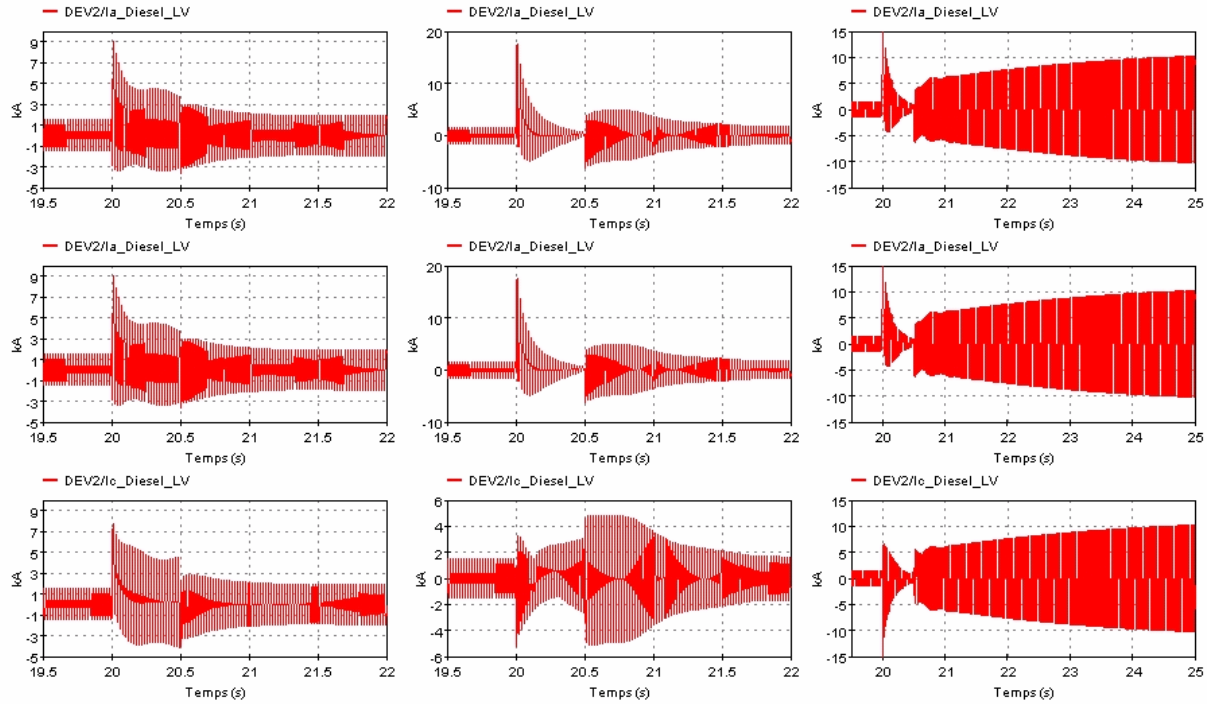 DEV2/Ia_Diesel_LV DEV2/Ia_Diesel_LV DEV2/Ia_Diesel_LV
9 20 15
7 10
5 10 5
kA 3 kA kA 0
1 0 -5
-1
-3 -10
-5 -10 -15
19.5 20 20.5 21 21.5 22 19.5 20 20.5 21 21.5 22 20 21 22 23 24 25
Temps (s) Temps (s) Temps (s)
DEV2/Ia_Diesel_LV DEV2/Ia_Diesel_LV DEV2/Ia_Diesel_LV
9 20 15
7 10
5 10 5
kA 3 kA kA 0
1 0 -5
-1
-3 -10
-5 -10 -15
19.5 20 20.5 21 21.5 22 19.5 20 20.5 21 21.5 22 20 21 22 23 24 25
Temps (s) Temps (s) Temps (s)
DEV2/Ic_Diesel_LV DEV2/Ic_Diesel_LV DEV2/Ic_Diesel_LV
9 6 15
7 4 10
5 2 5
kA 3 kA 0 kA 0
1 -2 -5
-1
-3 -4 -10
-5 -6 -15
19.5 20 20.5 21 21.5 22 19.5 20 20.5 21 21.5 22 20 21 22 23 24 25
Temps (s) Temps (s) Temps (s)